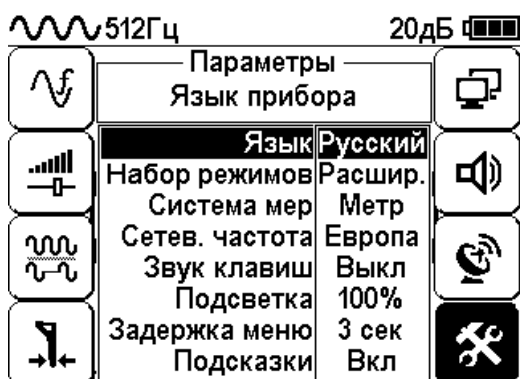 512Гц 20дБ
Параметры
Язык прибора
Язык Русский
Набор режимов Расшир.
Система мер Метр
Сетев. частота Европа
Звук клавиш Выкл
Подсветка 100%
Задержка меню 3 сек
Подсказки Вкл
f